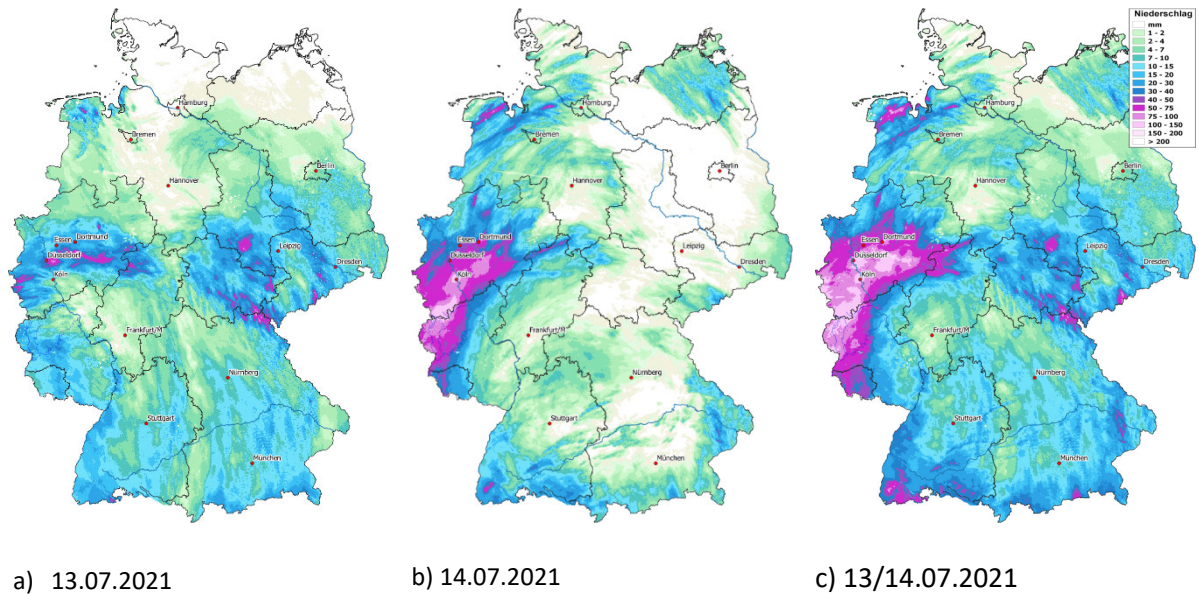 Hamburg
Bremen
Berlin
Hannover
Essen
Dortmund
Düsseldorf
Leipzig
Köln
Dresden
Frankfurt/M
Nürnberg
Stuttgart
München
a) 13.07.2021
Hamburg
Bremen
Berlin
Hannover
Essen
Dortmund
Düsseldorf
Leipzig
Köln
Dresden
Frankfurt/M
Nürnberg
Stuttgart
München
b) 14.07.2021
Niederschlag
mm
1 - 2
2 - 4
4 - 7
7 - 10
10 - 15
15 - 20
20 - 30
30 - 40
40 - 50
50 - 75
75 - 100
100 - 150
150 - 200
> 200
Hamburg
Bremen
Berlin
Hannover
Essen
Dortmund
Düsseldorf
Leipzig
Köln
Dresden
Frankfurt/M
Nürnberg
Stuttgart
München
c) 13/14.07.2021